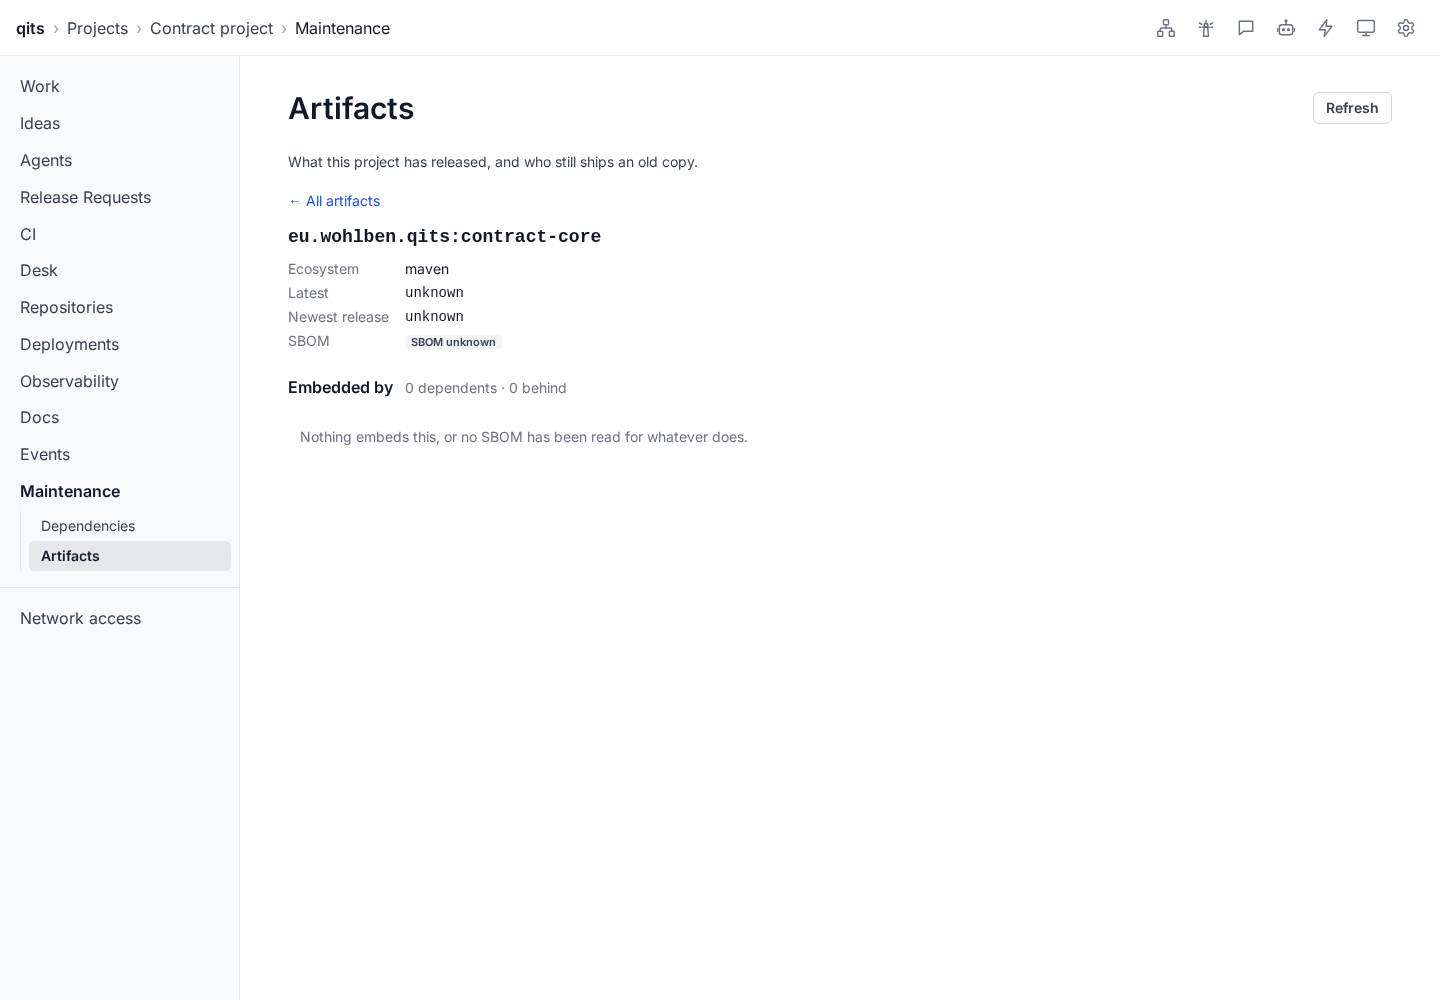 qits › Projects › Contract project › Maintenance
Work
Ideas
Agents
Release Requests
CI
Desk
Repositories
Deployments
Observability
Docs
Events
Maintenance
Dependencies
Artifacts
Network access
Artifacts
Refresh
What this project has released, and who still ships an old copy.
← All artifacts
eu.wohlben.qits:contract-core
Ecosystem maven
Latest unknown
Newest release unknown
SBOM SBOM unknown
Embedded by 0 dependents · 0 behind
Nothing embeds this, or no SBOM has been read for whatever does.